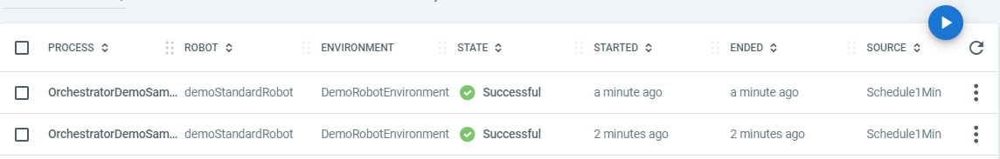 PROCESS ROBOT ENVIRONMENT STATE STARTED ENDED SOURCE
OrchestratorDemoSam... demoStandardRobot DemoRobotEnvironment Successful a minute ago a minute ago Schedule1Min
OrchestratorDemoSam... demoStandardRobot DemoRobotEnvironment Successful 2 minutes ago 2 minutes ago Schedule1Min